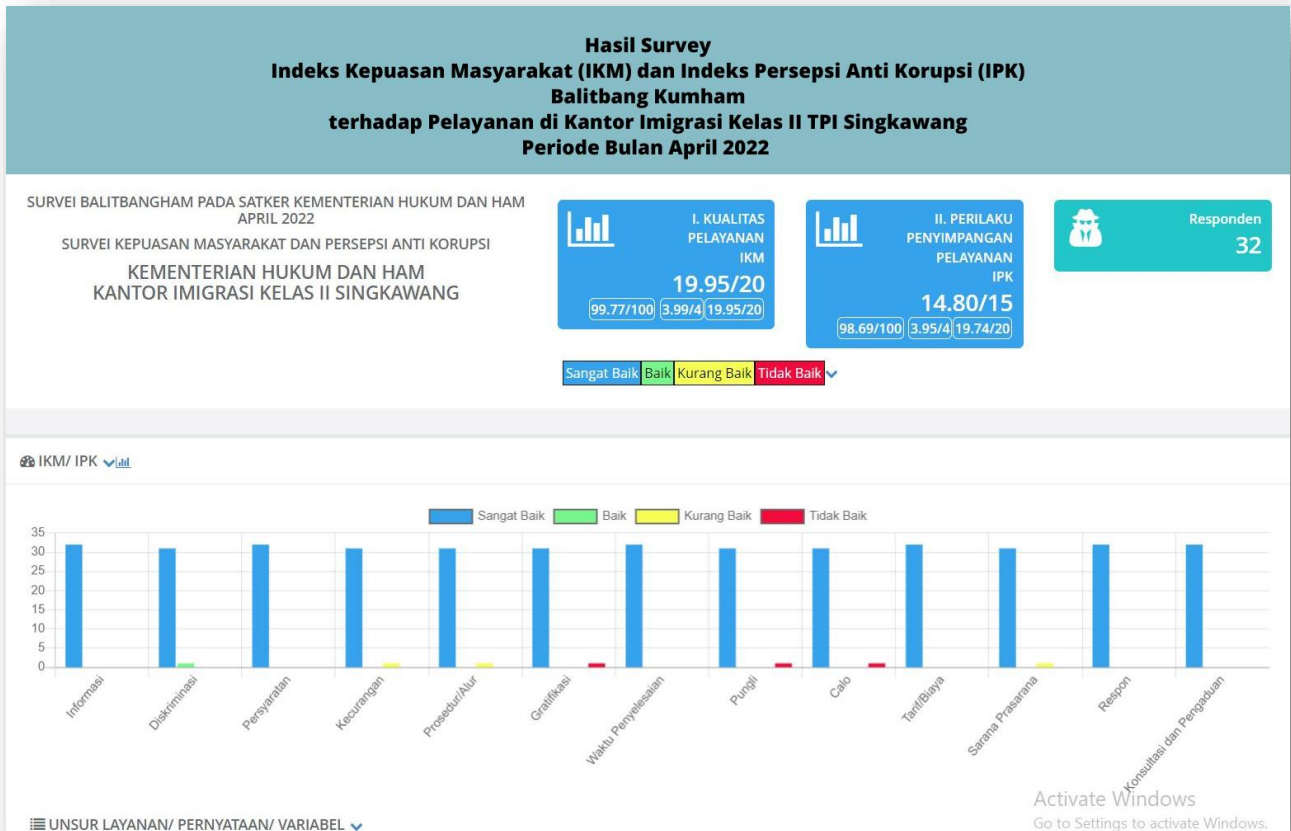 Hasil Survey
Indeks Kepuasan Masyarakat (IKM) dan Indeks Persepsi Anti Korupsi (IPK)
Balitbang Kumham
terhadap Pelayanan di Kantor Imigrasi Kelas II TPI Singkawang
Periode Bulan April 2022
SURVEI BALITBANGHAM PADA SATKER KEMENTERIAN HUKUM DAN HAM
APRIL 2022
SURVEI KEPUASAN MASYARAKAT DAN PERSEPSI ANTI KORUPSI
KEMENTERIAN HUKUM DAN HAM
KANTOR IMIGRASI KELAS II SINGKAWANG
I. KUALITAS
PELAYANAN
IKM
19.95/20
99.77/100 3.99/4 19.95/20
II. PERILAKU
PENYIMPANGAN
PELAYANAN
IPK
14.80/15
98.69/100 3.95/4 19.74/20
Responden
32
Sangat Baik Baik Kurang Baik Tidak Baik
IKM/ IPK
Sangat Baik Baik Kurang Baik Tidak Baik
35
30
25
20
15
10
5
0
Informasi
Diskriminasi
Persyaratan
Kecurangan
Prosedur/Alur
Gratifikasi
Waktu Penyelesaian
Pungli
Calo
Tarif/Biaya
Sarana Prasarana
Respon
Konsultasi dan Pengaduan
UNSUR LAYANAN/ PERNYATAAN/ VARIABEL
Activate Windows
Go to Settings to activate Windows.